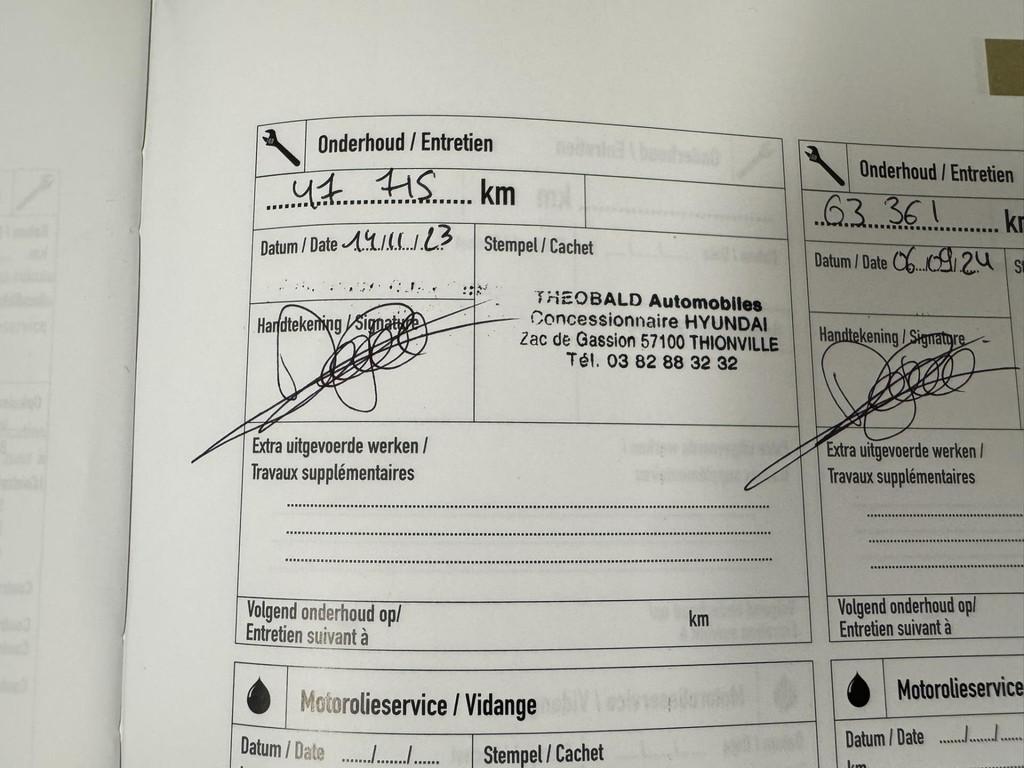 Onderhoud / Entretien
47 715 km
Datum / Date 14/11/23
Stempel / Cachet
THEOBALD Automobiles
Concessionnaire HYUNDAI
Zac de Gassion 57100 THIONVILLE
Tél. 03 82 88 32 32
Handtekening / Signature
Extra uitgevoerde werken /
Travaux supplémentaires
Volgend onderhoud op/
Entretien suivant à
km
Motorolieservice / Vidange
Datum / Date ....../....../......
Stempel / Cachet
Onderhoud / Entretien
63 361
Datum / Date 06/09/24
Handtekening / Signature
Extra uitgevoerde werken /
Travaux supplémentaires
Volgend onderhoud op/
Entretien suivant à
Motorolieservice
Datum / Date ....../....../......
km